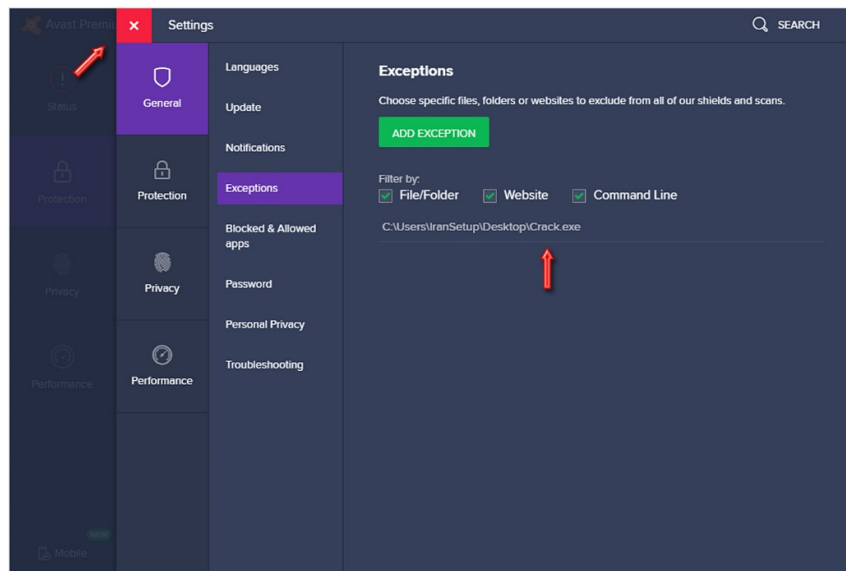 Avast Premiu
Settings
SEARCH
Status
Protection
Privacy
Performance
NEW
Mobile
General
Protection
Privacy
Performance
Languages
Update
Notifications
Exceptions
Blocked & Allowed
apps
Password
Personal Privacy
Troubleshooting
Exceptions
Choose specific files, folders or websites to exclude from all of our shields and scans.
ADD EXCEPTION
Filter by:
File/Folder Website Command Line
C:\Users\IranSetup\Desktop\Crack.exe